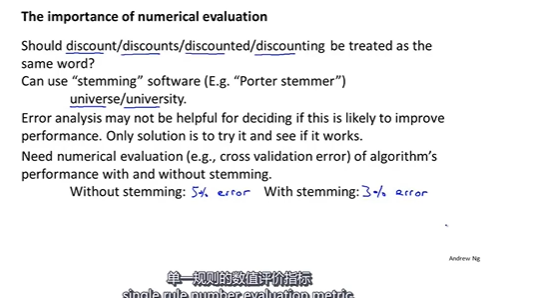 The importance of numerical evaluation
Should discount/discounts/discounted/discounting be treated as the
same word?
Can use “stemming” software (E.g. “Porter stemmer”)
universe/university.
Error analysis may not be helpful for deciding if this is likely to improve
performance. Only solution is to try it and see if it works.
Need numerical evaluation (e.g., cross validation error) of algorithm’s
performance with and without stemming.
Without stemming: 5% error With stemming: 3% error
Andrew Ng
单一规则的数值评价指标
single rule number evaluation metric